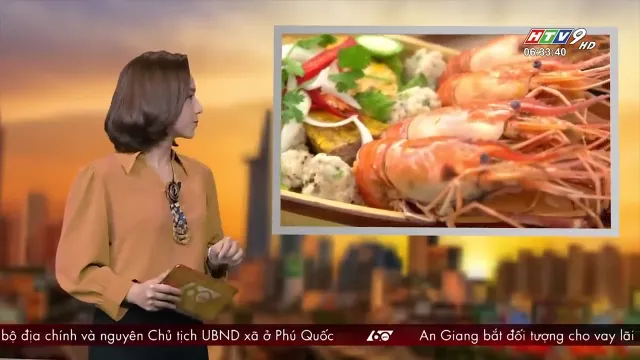 HTV9 HD
06:33:40
bộ địa chính và nguyên Chủ tịch UBND xã ở Phú Quốc
60
An Giang bắt đối tượng cho vay lãi